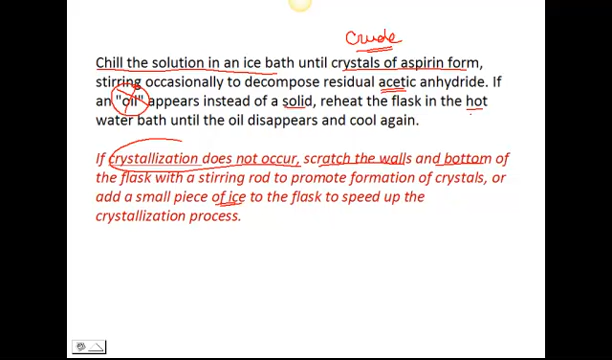 Crude
Chill the solution in an ice bath until crystals of aspirin form,
stirring occasionally to decompose residual acetic anhydride. If
an "oil" appears instead of a solid, reheat the flask in the hot
water bath until the oil disappears and cool again.
If crystallization does not occur, scratch the walls and bottom of
the flask with a stirring rod to promote formation of crystals, or
add a small piece of ice to the flask to speed up the
crystallization process.